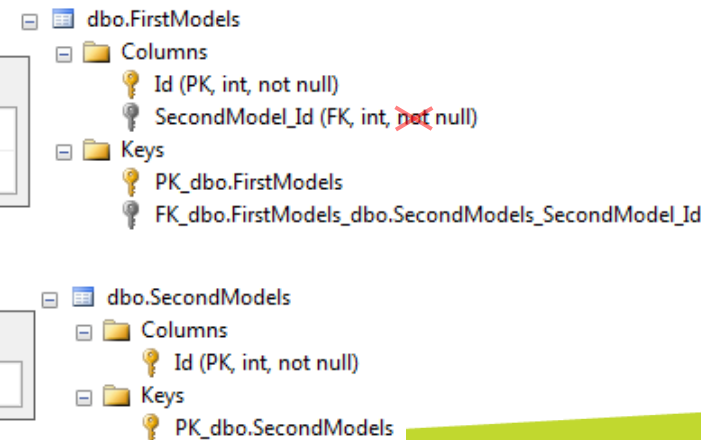 dbo.FirstModels
Columns
Id (PK, int, not null)
SecondModel_Id (FK, int, not null)
Keys
PK_dbo.FirstModels
FK_dbo.FirstModels_dbo.SecondModels_SecondModel_Id
dbo.SecondModels
Columns
Id (PK, int, not null)
Keys
PK_dbo.SecondModels